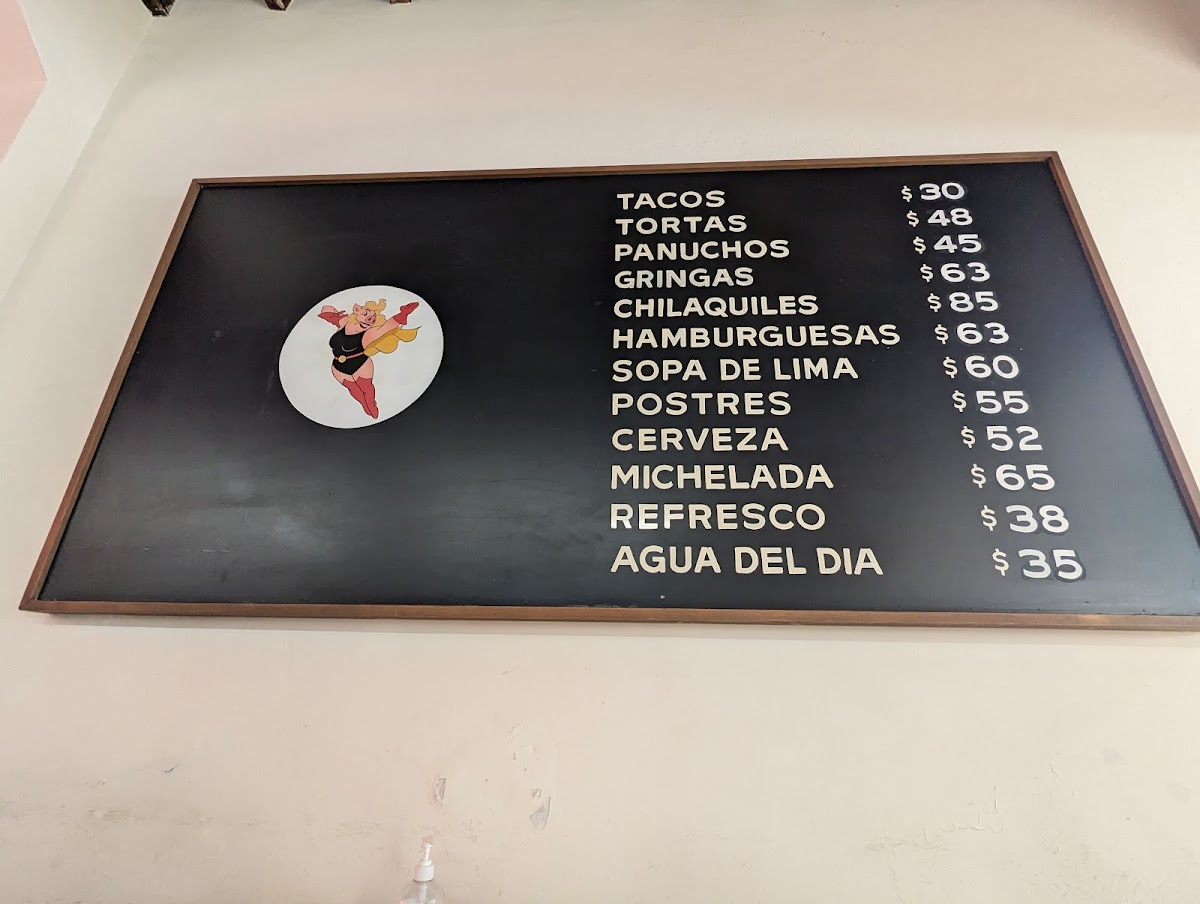 TACOS $30
TORTAS $48
PANUCHOS $45
GRINGAS $63
CHILAQUILES $85
HAMBURGUESAS $63
SOPA DE LIMA $60
POSTRES $55
CERVEZA $52
MICHELADA $65
REFRESCO $38
AGUA DEL DIA $35